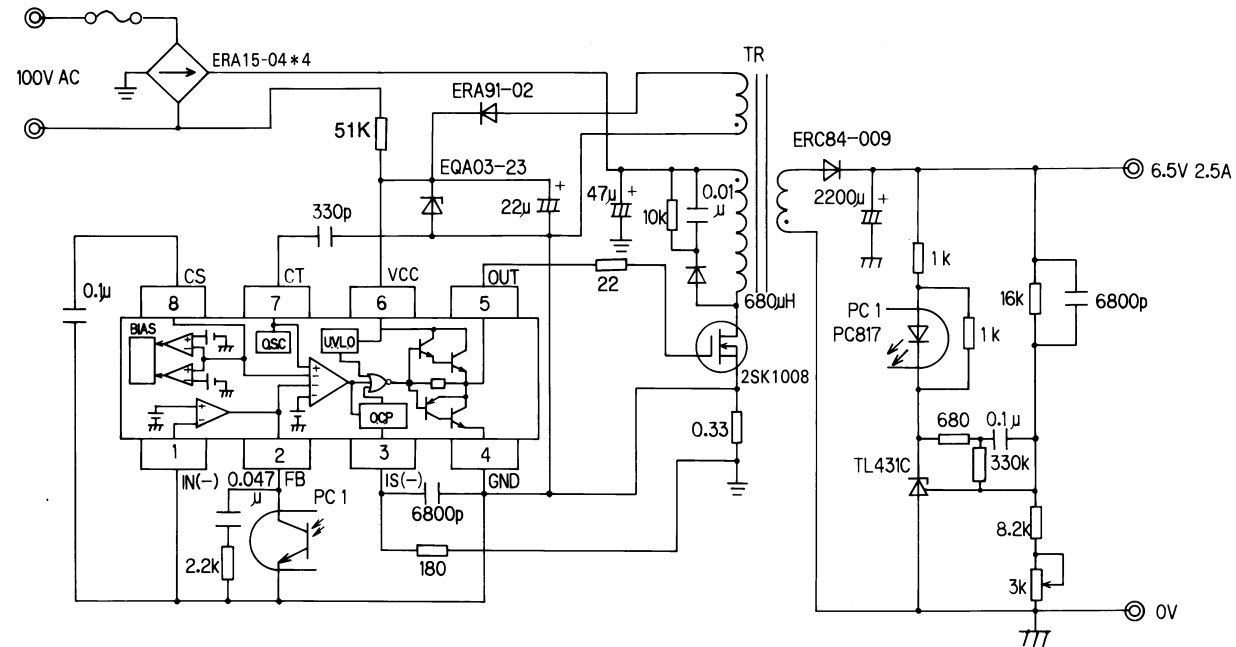 TR
100V AC
ERA15-04*4
ERA91-02
51K
EQA03-23
ERC84-009
6.5V 2.5A
2200μ
+
22μ
+
47μ
+
10k
0.01
μ
330p
1k
16k
6800p
CS
CT
VCC
OUT
22
680μH
PC 1
PC817
1k
0.1μ
8
7
6
5
BIAS
O.S.C
U.V.L.O
O.C.P
2SK1008
0.33
680
0.1μ
330k
TL431C
1
2
3
4
IN(-)
FB
IS(-)
GND
0.047
μ
PC 1
6800p
2.2k
180
8.2k
3k
0V